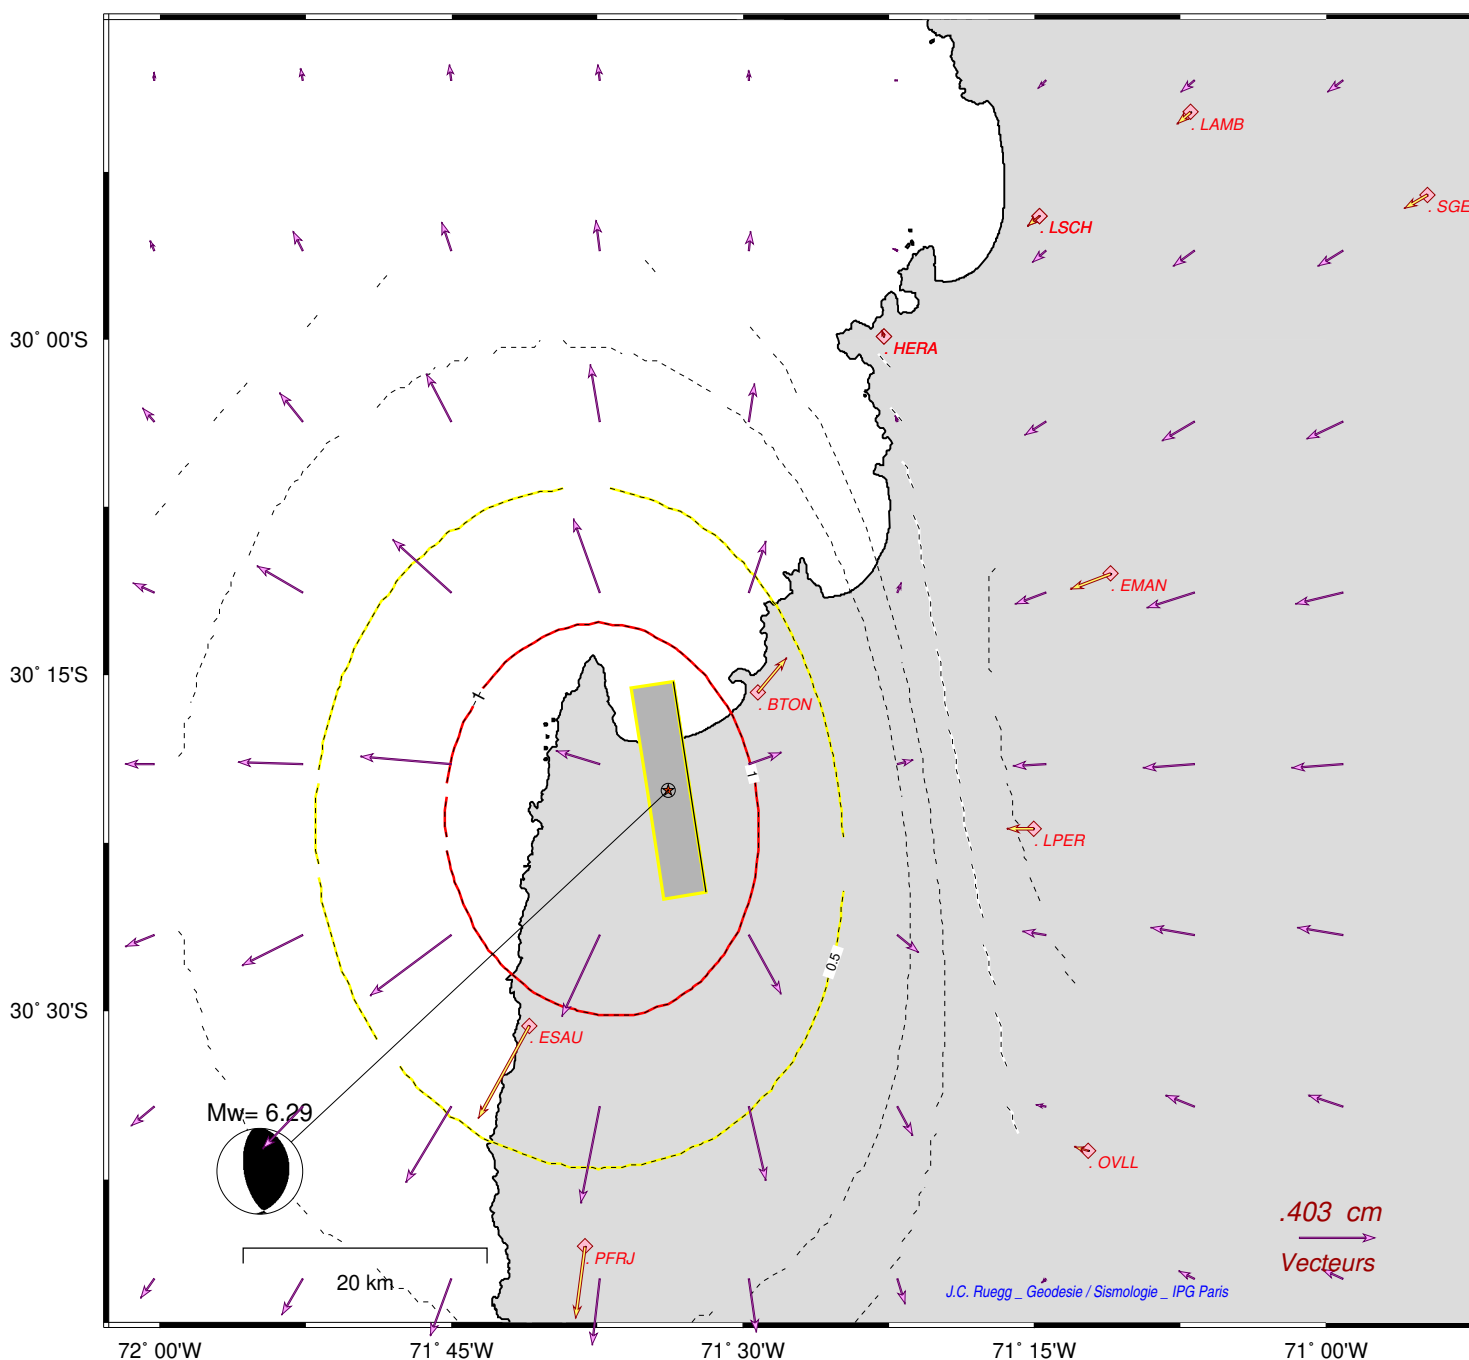 . LAMB
. SGE
. LSCH
30° 00'S
. HERA
. EMAN
30° 15'S
1
. BTON
1
. LPER
0.5
30° 30'S
. ESAU
Mw= 6.29
. OVLL
.403 cm
. PFRJ
Vecteurs
20 km
J.C. Ruegg _ Geodesie / Sismologie _ IPG Paris
72° 00'W
71° 45'W
71° 30'W
71° 15'W
71° 00'W